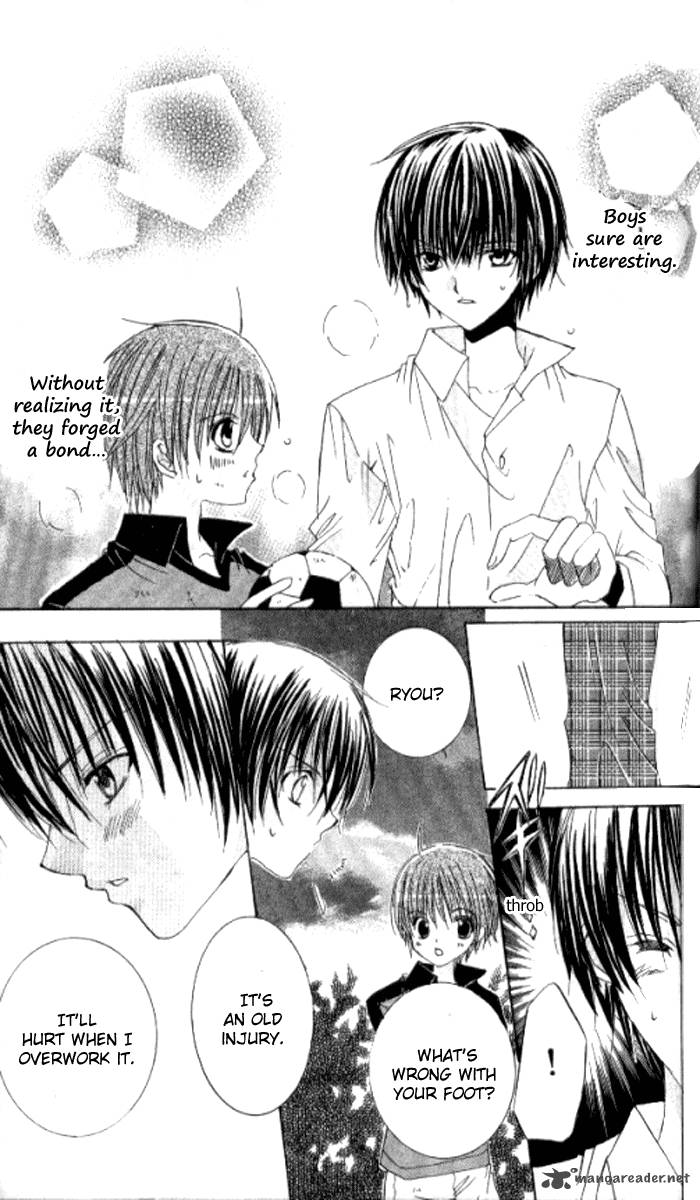 Boys
sure are
interesting.
Without
realizing it,
they forged
a bond...
throb
!
RYOU?
WHAT'S
WRONG WITH
YOUR FOOT?
IT'S
AN OLD
INJURY.
IT'LL
HURT WHEN I
OVERWORK IT.
mangareader.net